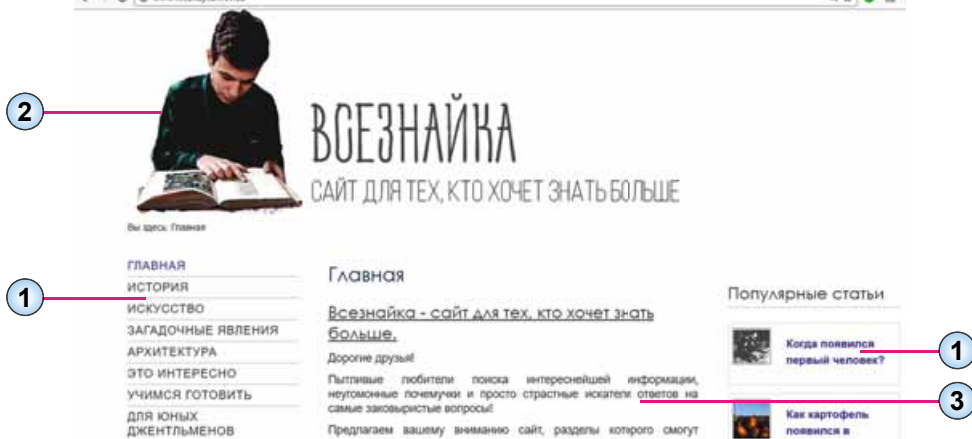 2
ВСЕЗНАЙКА
САЙТ ДЛЯ ТЕХ, КТО ХОЧЕТ ЗНАТЬ БОЛЬШЕ
Вы здесь: Главная
1
ГЛАВНАЯ
ИСТОРИЯ
ИСКУССТВО
ЗАГАДОЧНЫЕ ЯВЛЕНИЯ
АРХИТЕКТУРА
ЭТО ИНТЕРЕСНО
УЧИМСЯ ГОТОВИТЬ
ДЛЯ ЮНЫХ
ДЖЕНТЛЬМЕНОВ
Главная
Всезнайка - сайт для тех, кто хочет знать
больше.
Дорогие друзья!
Пытливые любители поиска интереснейшей информации,
неугомонные почемучки и просто страстные искатели ответов на
самые заковыристые вопросы!
Предлагаем вашему вниманию сайт, разделы которого смогут
Популярные статьи
Когда появился
первый человек?
1
3
Как картофель
появился в